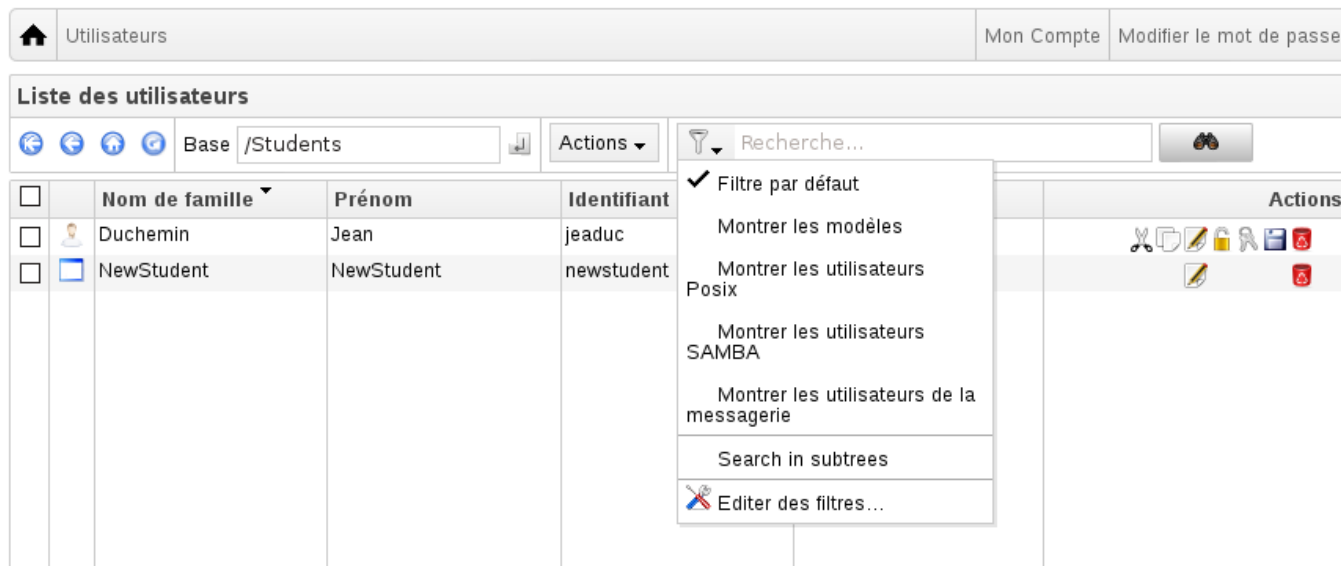 Utilisateurs
Mon Compte
Modifier le mot de passe
Liste des utilisateurs
Base /Students
Actions
Recherche...
Nom de famille
Prénom
Identifiant
Actions
Duchemin
Jean
jeaduc
NewStudent
NewStudent
newstudent
Filtre par défaut
Montrer les modèles
Montrer les utilisateurs
Posix
Montrer les utilisateurs
SAMBA
Montrer les utilisateurs de la
messagerie
Search in subtrees
Editer des filtres...